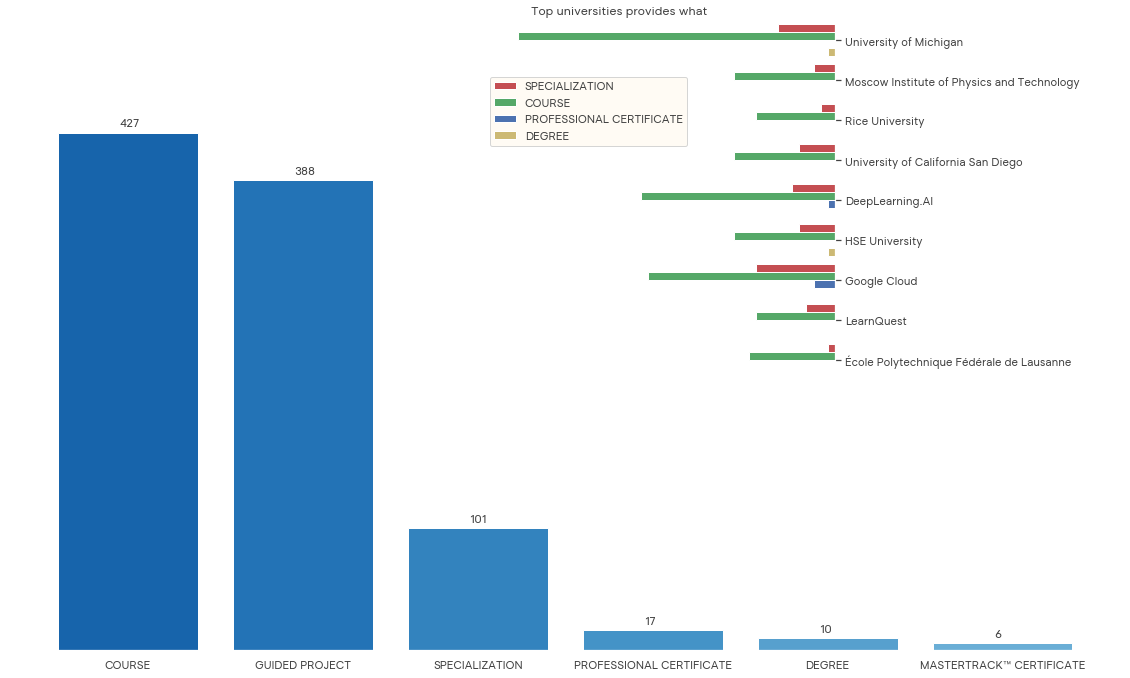 Top universities provides what
University of Michigan
Moscow Institute of Physics and Technology
SPECIALIZATION
COURSE
PROFESSIONAL CERTIFICATE
DEGREE
Rice University
University of California San Diego
DeepLearning.AI
HSE University
Google Cloud
LearnQuest
École Polytechnique Fédérale de Lausanne
427
388
101
17
10
6
COURSE
GUIDED PROJECT
SPECIALIZATION
PROFESSIONAL CERTIFICATE
DEGREE
MASTERTRACK™ CERTIFICATE